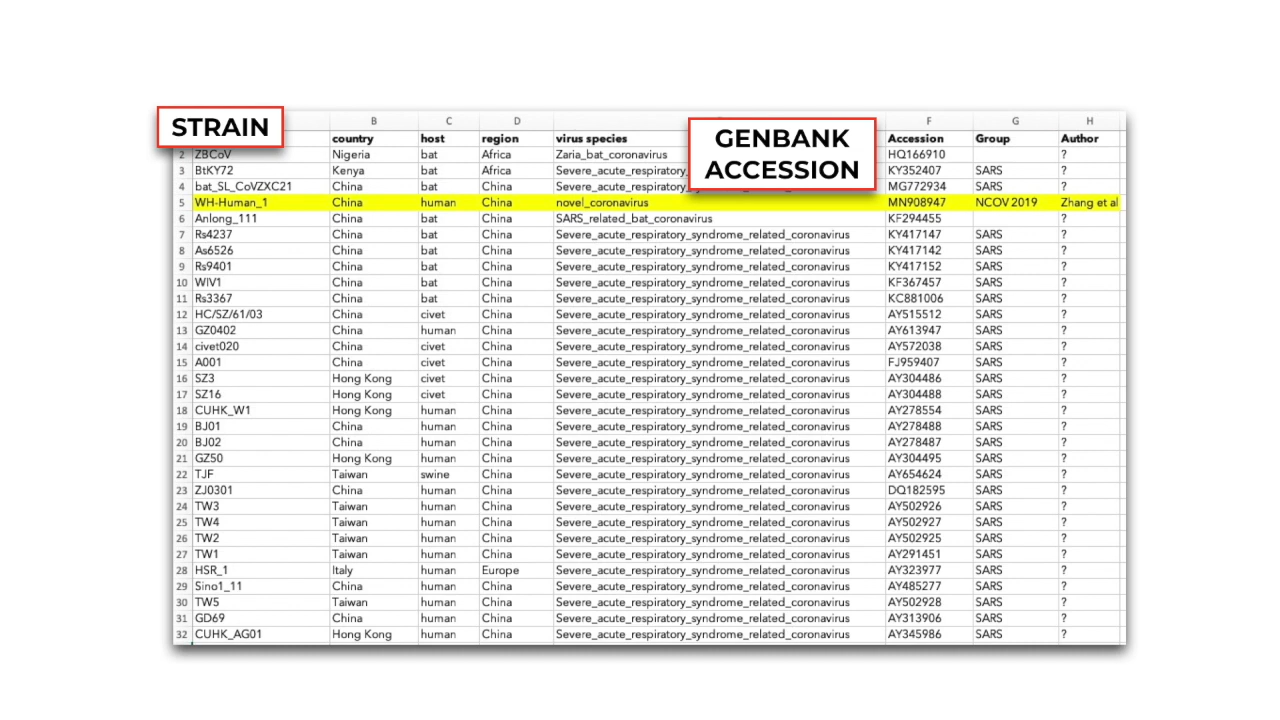 STRAIN
GENBANK
ACCESSION
B C D F G H
country host region virus species Accession Group Author
2 ZBCoV Nigeria bat Africa Zaria_bat_coronavirus HQ166910 ?
3 BtKY72 Kenya bat Africa Severe_acute_respiratory KY352407 SARS ?
4 bat_SL_CoVZXC21 China bat China Severe_acute_respiratory MG772934 SARS ?
5 WH-Human_1 China human China novel_coronavirus MN908947 NCOV 2019 Zhang et al
6 Anlong_111 China bat China SARS_related_bat_coronavirus KF294455 ?
7 Rs4237 China bat China Severe_acute_respiratory_syndrome_related_coronavirus KY417147 SARS ?
8 As6526 China bat China Severe_acute_respiratory_syndrome_related_coronavirus KY417142 SARS ?
9 Rs9401 China bat China Severe_acute_respiratory_syndrome_related_coronavirus KY417152 SARS ?
10 WIV1 China bat China Severe_acute_respiratory_syndrome_related_coronavirus KF367457 SARS ?
11 Rs3367 China bat China Severe_acute_respiratory_syndrome_related_coronavirus KC881006 SARS ?
12 HC/SZ/61/03 China civet China Severe_acute_respiratory_syndrome_related_coronavirus AY515512 SARS ?
13 GZ0402 China human China Severe_acute_respiratory_syndrome_related_coronavirus AY613947 SARS ?
14 civet020 China civet China Severe_acute_respiratory_syndrome_related_coronavirus AY572038 SARS ?
15 A001 China civet China Severe_acute_respiratory_syndrome_related_coronavirus FJ959407 SARS ?
16 SZ3 Hong Kong civet China Severe_acute_respiratory_syndrome_related_coronavirus AY304486 SARS ?
17 SZ16 Hong Kong civet China Severe_acute_respiratory_syndrome_related_coronavirus AY304488 SARS ?
18 CUHK_W1 Hong Kong human China Severe_acute_respiratory_syndrome_related_coronavirus AY278554 SARS ?
19 BJ01 China human China Severe_acute_respiratory_syndrome_related_coronavirus AY278488 SARS ?
20 BJ02 China human China Severe_acute_respiratory_syndrome_related_coronavirus AY278487 SARS ?
21 GZ50 Hong Kong human China Severe_acute_respiratory_syndrome_related_coronavirus AY304495 SARS ?
22 TJF Taiwan swine China Severe_acute_respiratory_syndrome_related_coronavirus AY654624 SARS ?
23 ZJ0301 China human China Severe_acute_respiratory_syndrome_related_coronavirus DQ182595 SARS ?
24 TW3 Taiwan human China Severe_acute_respiratory_syndrome_related_coronavirus AY502926 SARS ?
25 TW4 Taiwan human China Severe_acute_respiratory_syndrome_related_coronavirus AY502927 SARS ?
26 TW2 Taiwan human China Severe_acute_respiratory_syndrome_related_coronavirus AY502925 SARS ?
27 TW1 Taiwan human China Severe_acute_respiratory_syndrome_related_coronavirus AY291451 SARS ?
28 HSR_1 Italy human Europe Severe_acute_respiratory_syndrome_related_coronavirus AY323977 SARS ?
29 Sino1_11 China human China Severe_acute_respiratory_syndrome_related_coronavirus AY485277 SARS ?
30 TW5 Taiwan human China Severe_acute_respiratory_syndrome_related_coronavirus AY502928 SARS ?
31 GD69 China human China Severe_acute_respiratory_syndrome_related_coronavirus AY313906 SARS ?
32 CUHK_AG01 Hong Kong human China Severe_acute_respiratory_syndrome_related_coronavirus AY345986 SARS ?